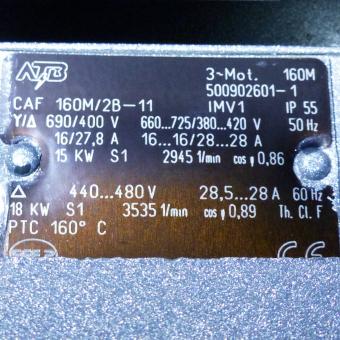 ATB 3~Mot. 160M
500902601-1
CAF 160M/2B-11 IMV1 IP 55
Y/Δ 690/400 V 660...725/380...420 V 50 Hz
16/27,8 A 16...16/28...28 A
15 KW S1 2945 1/min cos φ 0,86
Δ 440...480 V 28,5...28 A 60 Hz
18 KW S1 3535 1/min cos φ 0,89 Th. Cl. F
PTC 160° C
CE